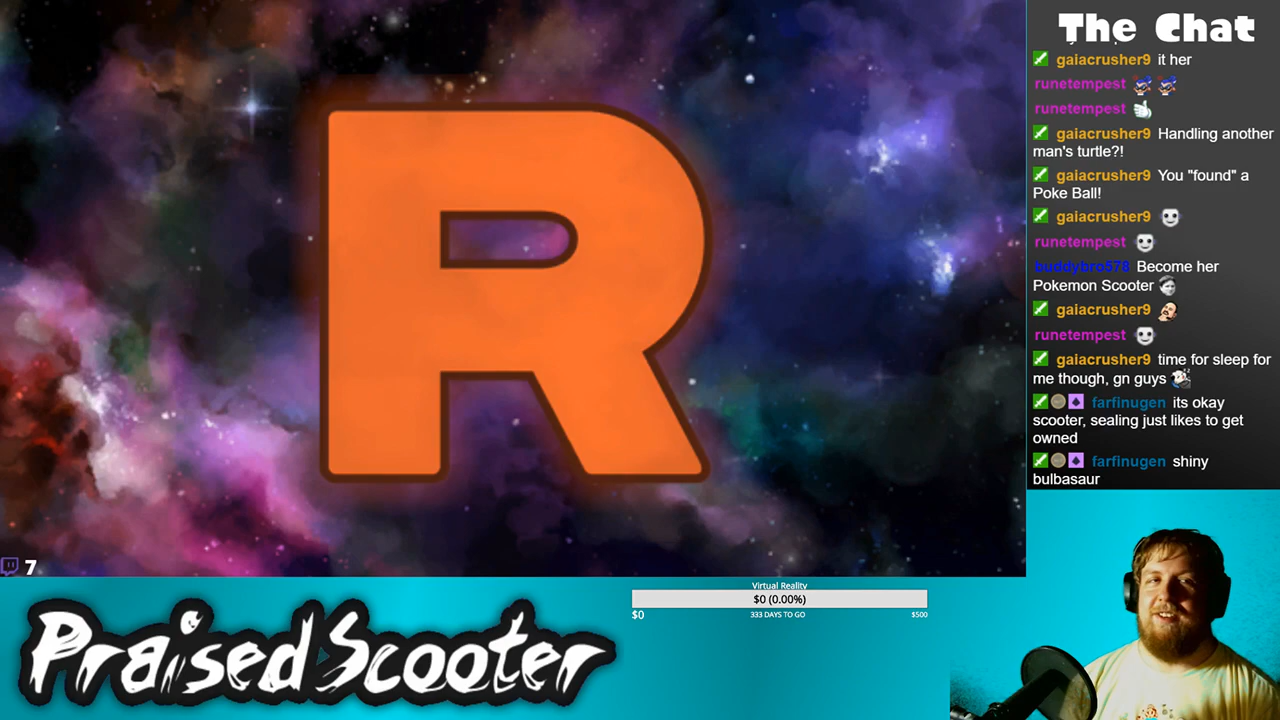 R
The Chat
gaiacrusher9 it her
runetempest
runetempest
gaiacrusher9 Handling another
man's turtle?!
gaiacrusher9 You "found" a
Poke Ball!
gaiacrusher9
runetempest
buddybro578 Become her
Pokemon Scooter
gaiacrusher9
runetempest
gaiacrusher9 time for sleep for
me though, gn guys
farfinugen its okay
scooter, sealing just likes to get
owned
farfinugen shiny
bulbasaur
7
PraisedScooter
Virtual Reality
$0 (0.00%)
$0 333 DAYS TO GO $500